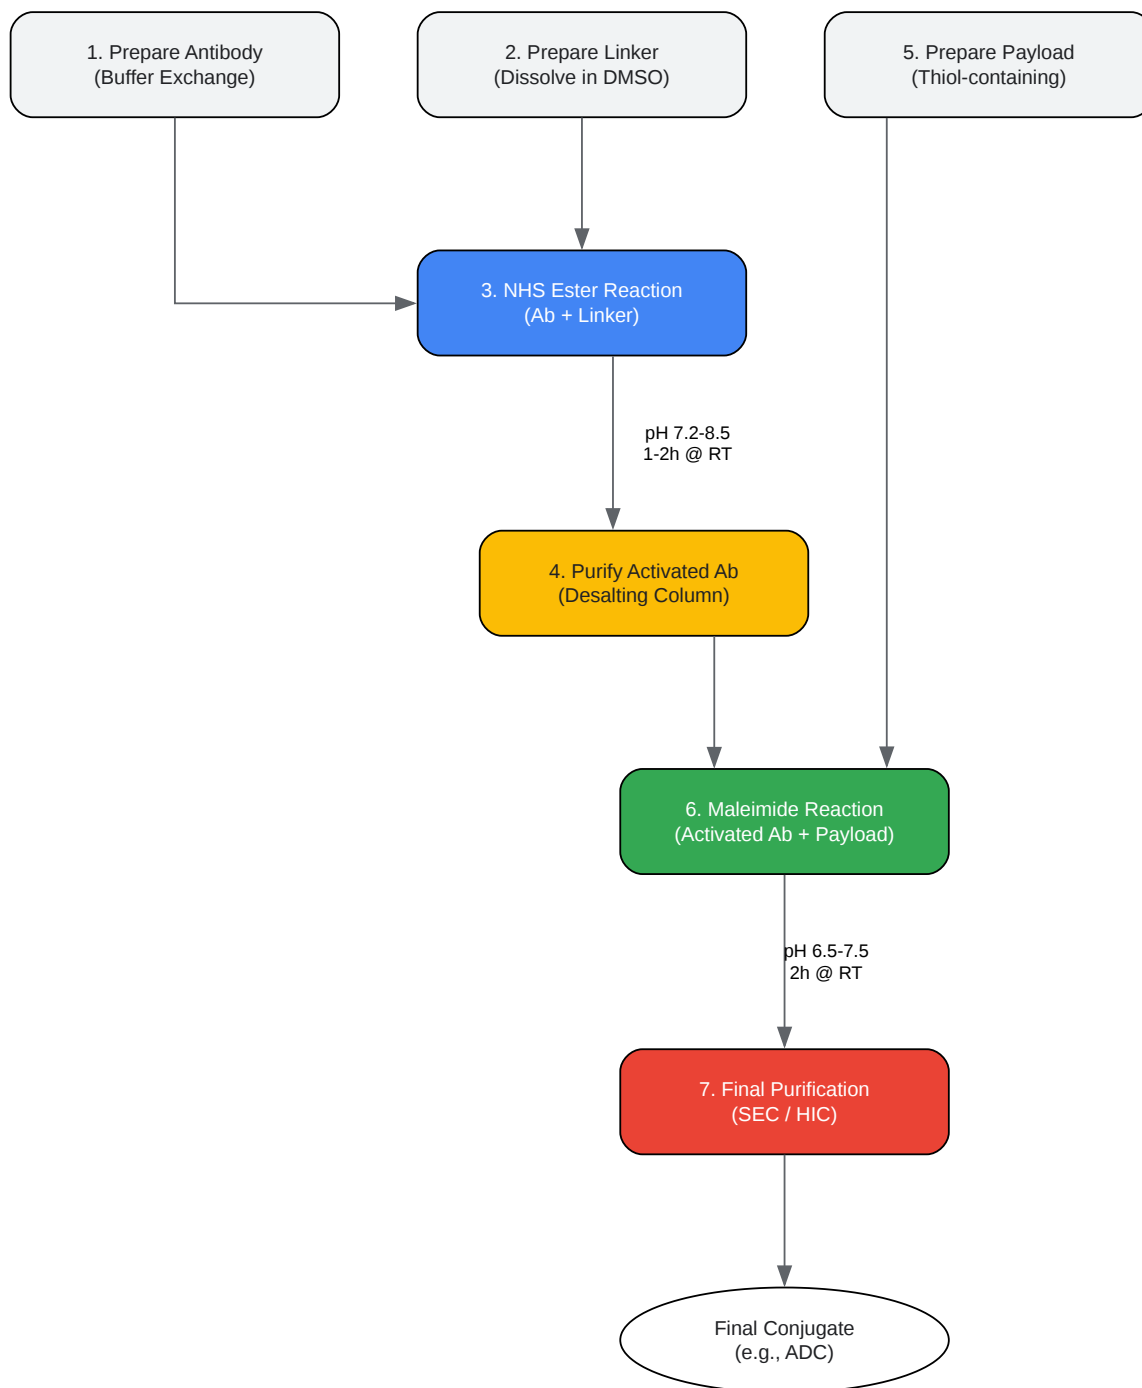 1. Prepare Antibody
(Buffer Exchange)
2. Prepare Linker
(Dissolve in DMSO)
5. Prepare Payload
(Thiol-containing)
3. NHS Ester Reaction
(Ab + Linker)
pH 7.2-8.5
1-2h @ RT
4. Purify Activated Ab
(Desalting Column)
6. Maleimide Reaction
(Activated Ab + Payload)
pH 6.5-7.5
2h @ RT
7. Final Purification
(SEC / HIC)
Final Conjugate
(e.g., ADC)